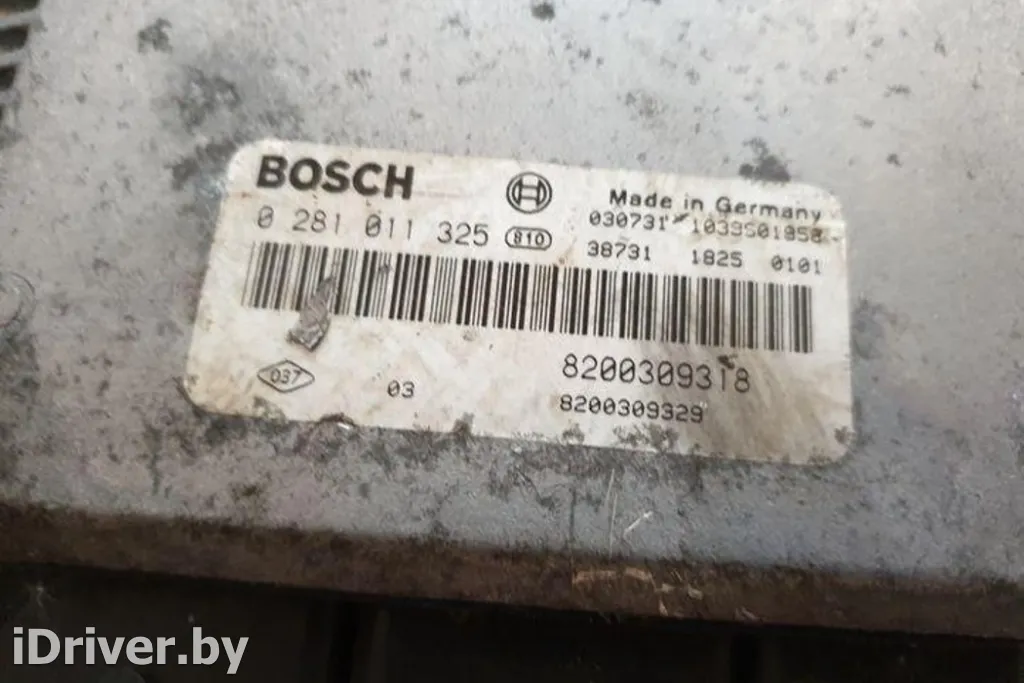 BOSCH
Made in Germany
0 281 011 325 810
030731 1039S01050
38731 1825 0101
8200309318
037 03
8200309329
iDriver.by